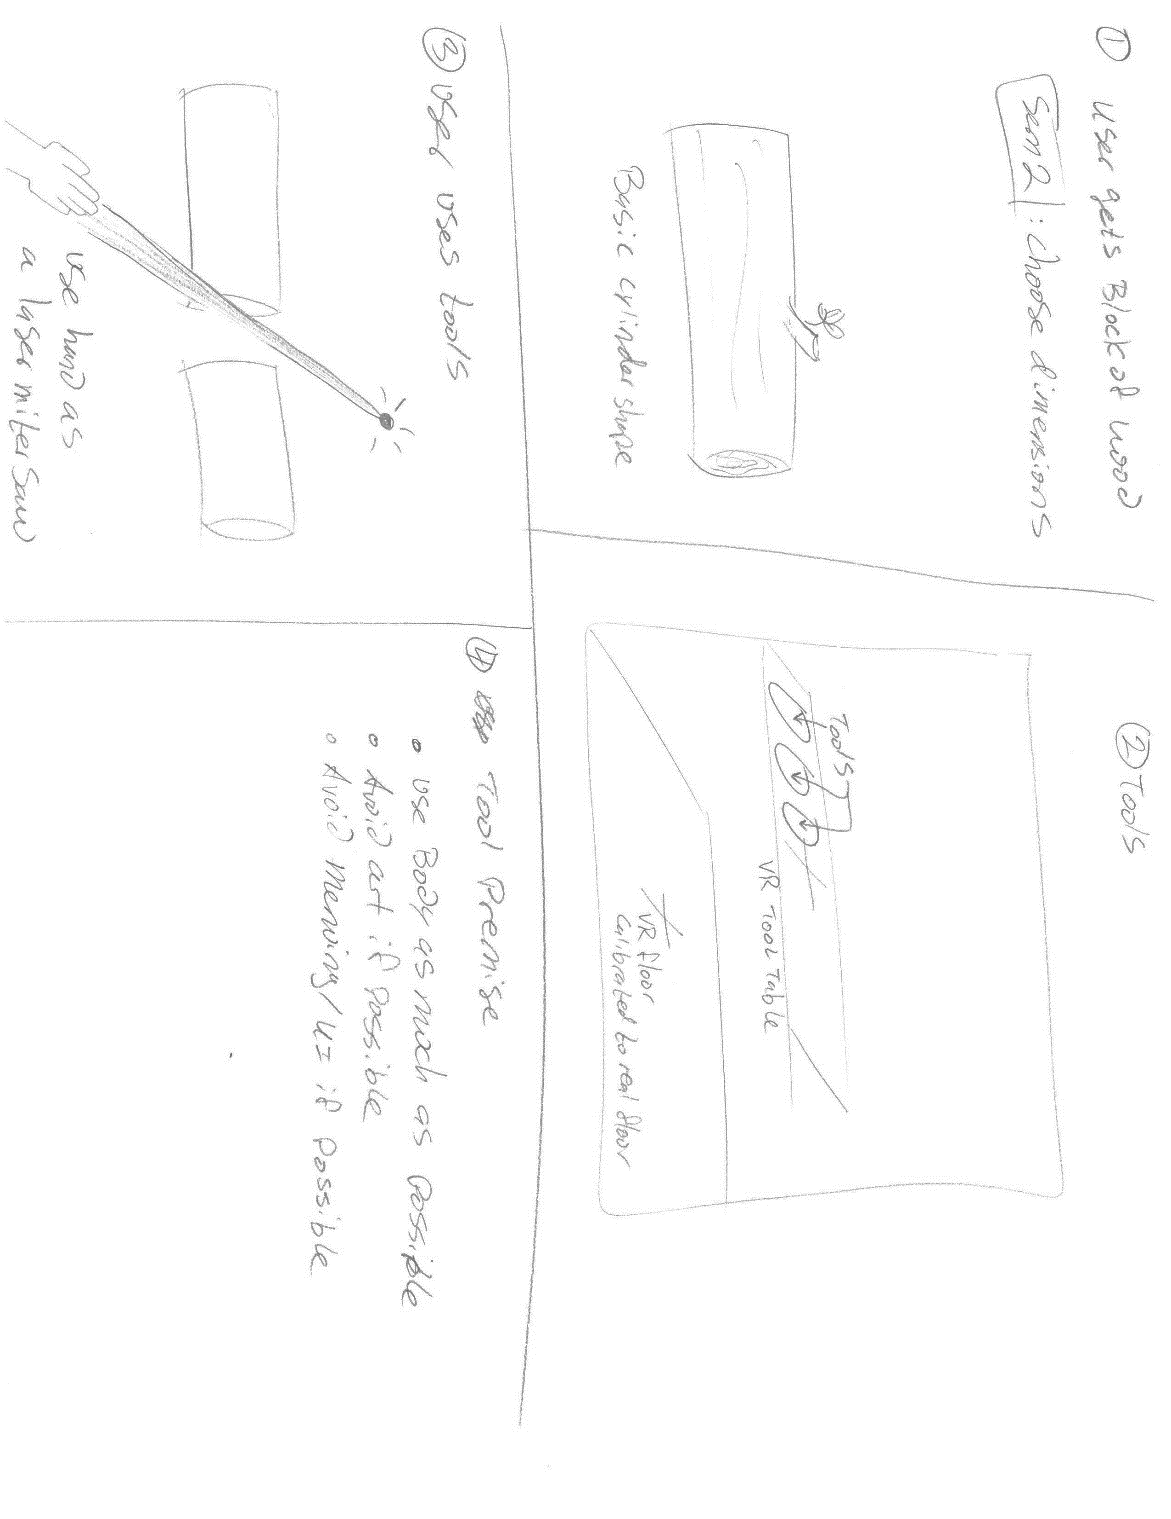 ① User gets Block of wood
Sem 2: choose dimensions
Basic cylinder shape
② Tools
Tools
VR Tool Table
VR floor
calibrated to real floor
③ User uses tools
use hand as
a laser miter saw
④ Tool Premise
• use Body as much as possible
• Avoid art if possible
• Avoid menuing/UI if possible